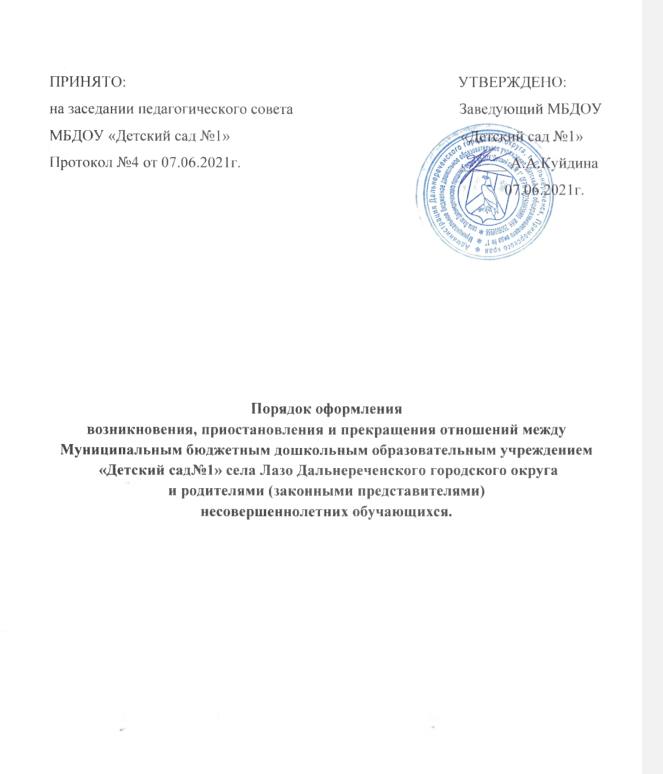 ПРИНЯТО:
УТВЕРЖДЕНО:
на заседании педагогического совета
Заведующий МБДОУ
МБДОУ «Детский сад №1»
«Детский сад №1»
Протокол №4 от 07.06.2021г.
А.А.Куйдина
07.06.2021г.
Порядок оформления
возникновения, приостановления и прекращения отношений между
Муниципальным бюджетным дошкольным образовательным учреждением
«Детский сад№1» села Лазо Дальнереченского городского округа
и родителями (законными представителями)
несовершеннолетних обучающихся.